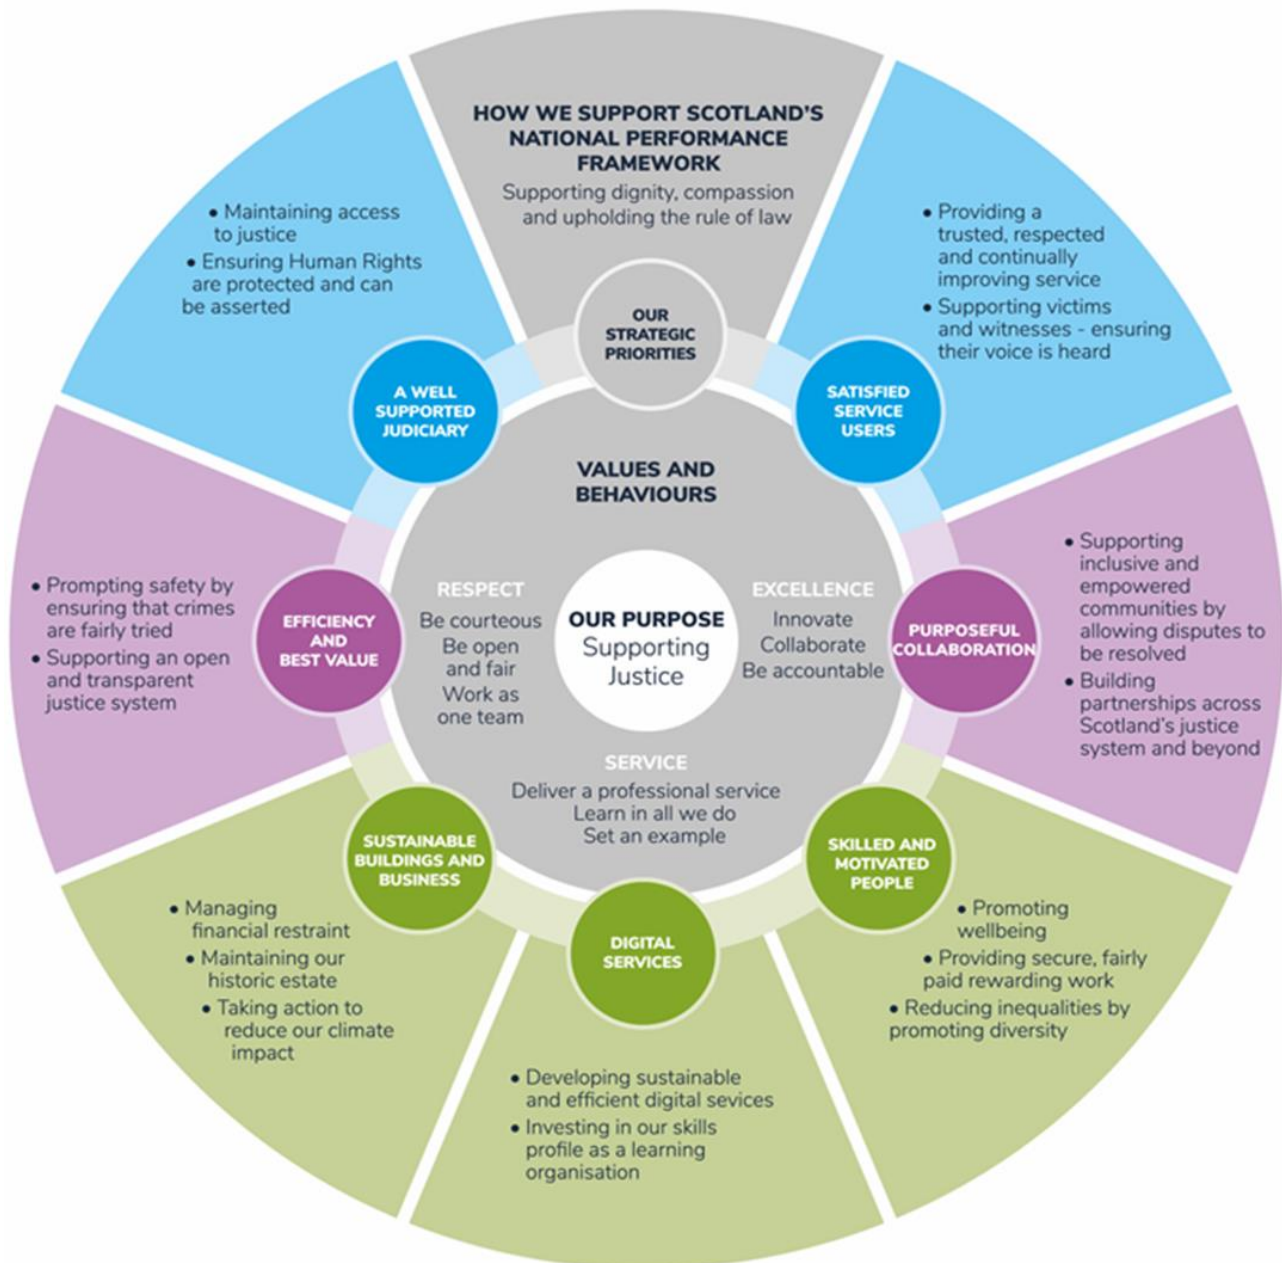 HOW WE SUPPORT SCOTLAND'S
NATIONAL PERFORMANCE
FRAMEWORK
Supporting dignity, compassion
and upholding the rule of law
OUR
STRATEGIC
PRIORITIES
• Providing a
trusted, respected
and continually
improving service
• Supporting victims
and witnesses - ensuring
their voice is heard
SATISFIED
SERVICE
USERS
• Supporting
inclusive and
empowered
communities by
allowing disputes to
be resolved
• Building
partnerships across
Scotland's justice
system and beyond
PURPOSEFUL
COLLABORATION
SKILLED AND
MOTIVATED
PEOPLE
• Promoting
wellbeing
• Providing secure, fairly
paid rewarding work
• Reducing inequalities by
promoting diversity
DIGITAL
SERVICES
• Developing sustainable
and efficient digital sevices
• Investing in our skills
profile as a learning
organisation
SUSTAINABLE
BUILDINGS AND
BUSINESS
• Managing
financial restraint
• Maintaining our
historic estate
• Taking action to
reduce our climate
impact
• Prompting safety by
ensuring that crimes
are fairly tried
• Supporting an open
and transparent
justice system
EFFICIENCY
AND
BEST VALUE
• Maintaining access
to justice
• Ensuring Human Rights
are protected and can
be asserted
A WELL
SUPPORTED
JUDICIARY
VALUES AND
BEHAVIOURS
RESPECT
Be courteous
Be open
and fair
Work as
one team
OUR PURPOSE
Supporting
Justice
EXCELLENCE
Innovate
Collaborate
Be accountable
SERVICE
Deliver a professional service
Learn in all we do
Set an example